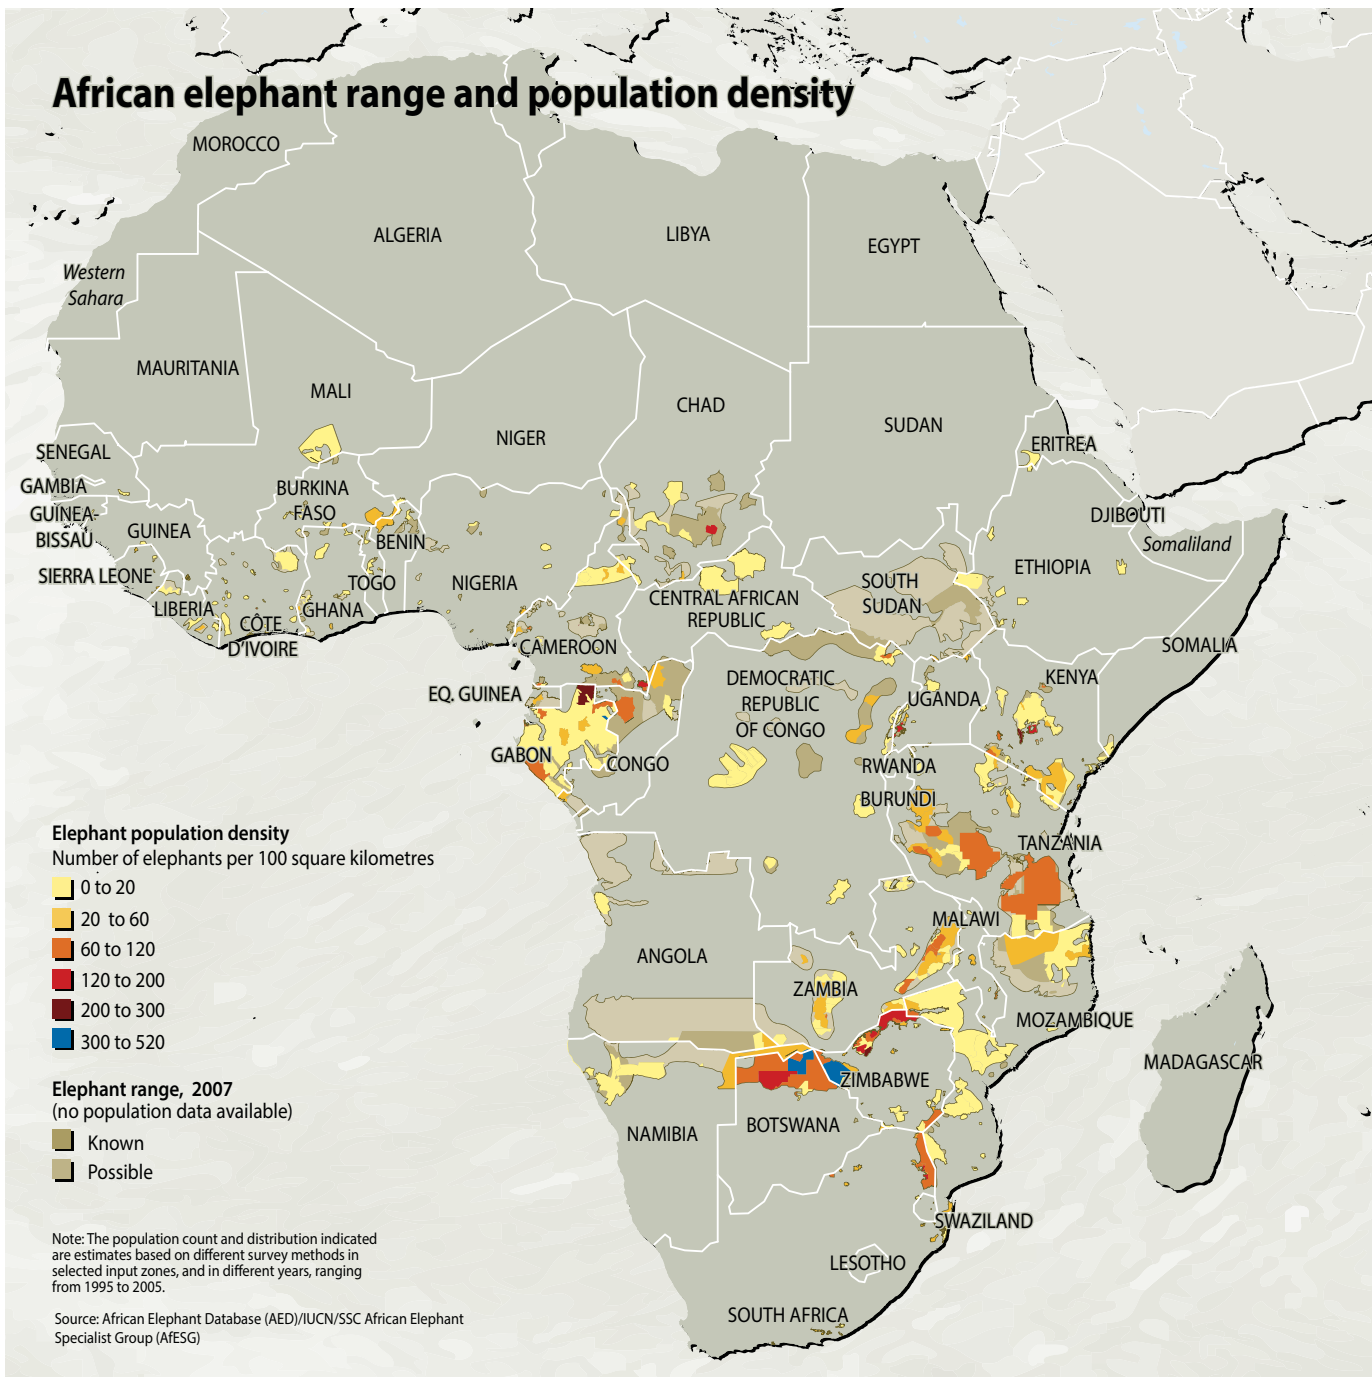 African elephant range and population density
MOROCCO
ALGERIA
LIBYA
EGYPT
Western
Sahara
MAURITANIA
MALI
NIGER
CHAD
SUDAN
ERITREA
SENEGAL
GAMBIA
GUINEA-
BISSAU
GUINEA
BURKINA
FASO
BENIN
DJIBOUTI
Somaliland
SIERRA LEONE
TOGO
NIGERIA
ETHIOPIA
SOUTH
SUDAN
LIBERIA
CÔTE
D'IVOIRE
GHANA
CENTRAL AFRICAN
REPUBLIC
CAMEROON
SOMALIA
EQ. GUINEA
DEMOCRATIC
REPUBLIC
OF CONGO
UGANDA
KENYA
GABON
CONGO
RWANDA
BURUNDI
TANZANIA
Elephant population density
Number of elephants per 100 square kilometres
0 to 20
20 to 60
60 to 120
120 to 200
200 to 300
300 to 520
MALAWI
ANGOLA
ZAMBIA
MOZAMBIQUE
MADAGASCAR
ZIMBABWE
NAMIBIA
BOTSWANA
SWAZILAND
LESOTHO
SOUTH AFRICA
Elephant range, 2007
(no population data available)
Known
Possible
Note: The population count and distribution indicated
are estimates based on different survey methods in
selected input zones, and in different years, ranging
from 1995 to 2005.
Source: African Elephant Database (AED)/IUCN/SSC African Elephant
Specialist Group (AfESG)